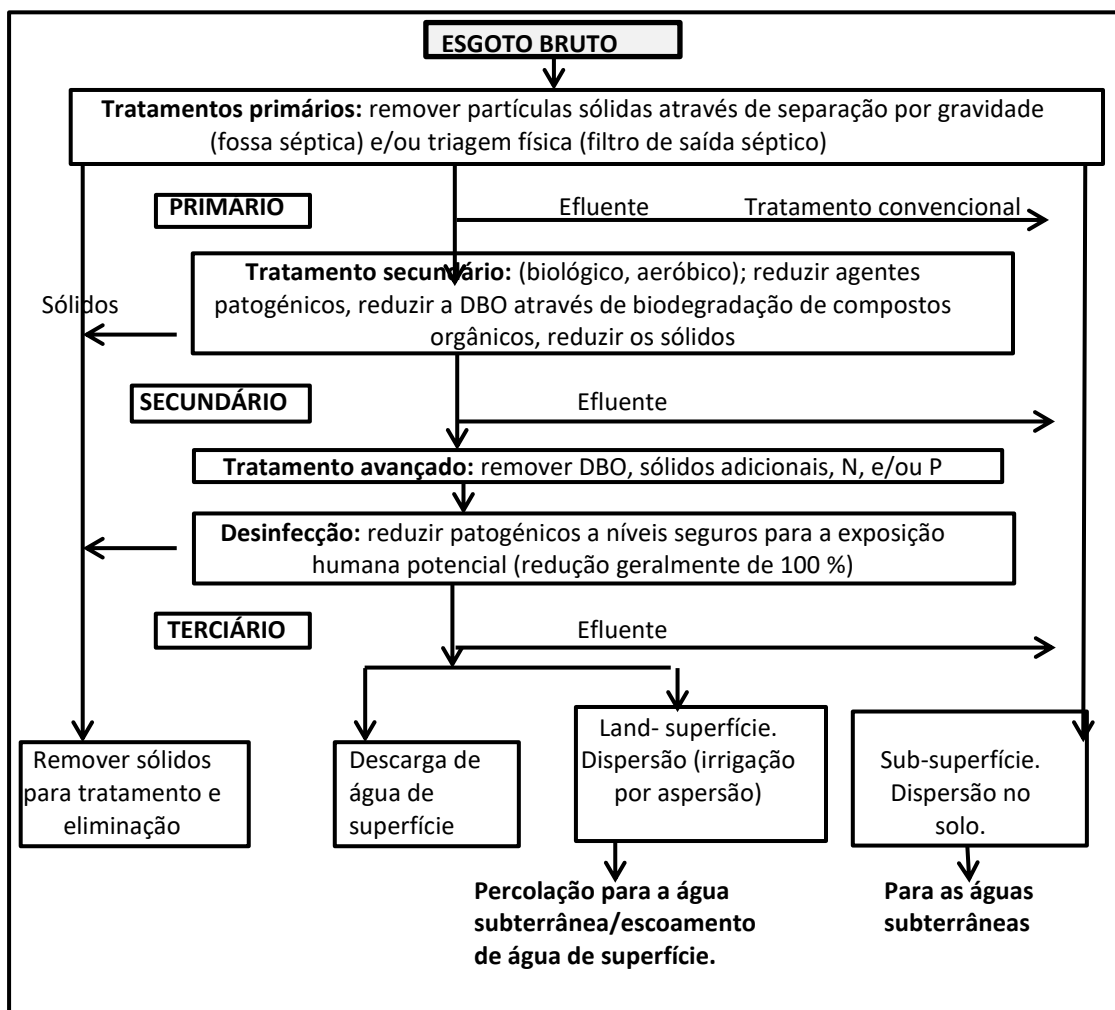 ESGOTO BRUTO
Tratamentos primários: remover partículas sólidas através de separação por gravidade
(fossa séptica) e/ou triagem física (filtro de saída séptico)
PRIMARIO
Efluente
Tratamento convencional
Tratamento secundário: (biológico, aeróbico); reduzir agentes
patogénicos, reduzir a DBO através de biodegradação de compostos
orgânicos, reduzir os sólidos
Sólidos
SECUNDÁRIO
Efluente
Tratamento avançado: remover DBO, sólidos adicionais, N, e/ou P
Desinfecção: reduzir patogénicos a níveis seguros para a exposição
humana potencial (redução geralmente de 100 %)
TERCIÁRIO
Efluente
Remover sólidos
para tratamento e
eliminação
Descarga de
água de
superfície
Land- superfície.
Dispersão (irrigação
por aspersão)
Sub-superfície.
Dispersão no
solo.
Percolação para a água
subterrânea/escoamento
de água de superfície.
Para as águas
subterrâneas